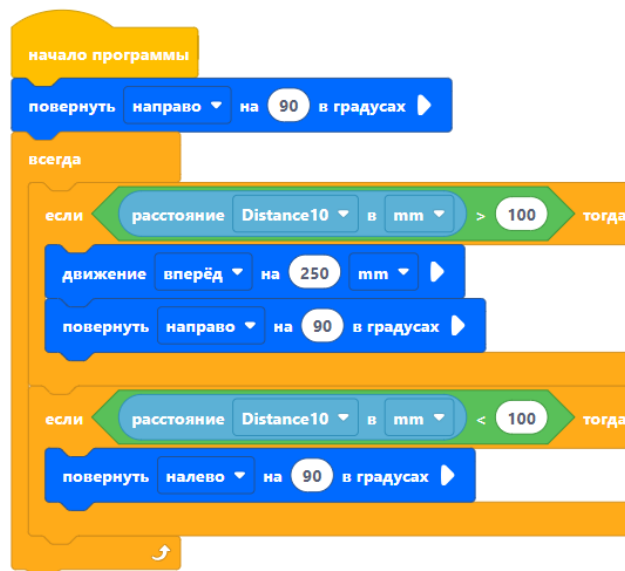 начало программы
повернуть направо на 90 в градусах
всегда
если расстояние Distance10 в mm > 100 тогда
движение вперёд на 250 mm
повернуть направо на 90 в градусах
если расстояние Distance10 в mm < 100 тогда
повернуть налево на 90 в градусах